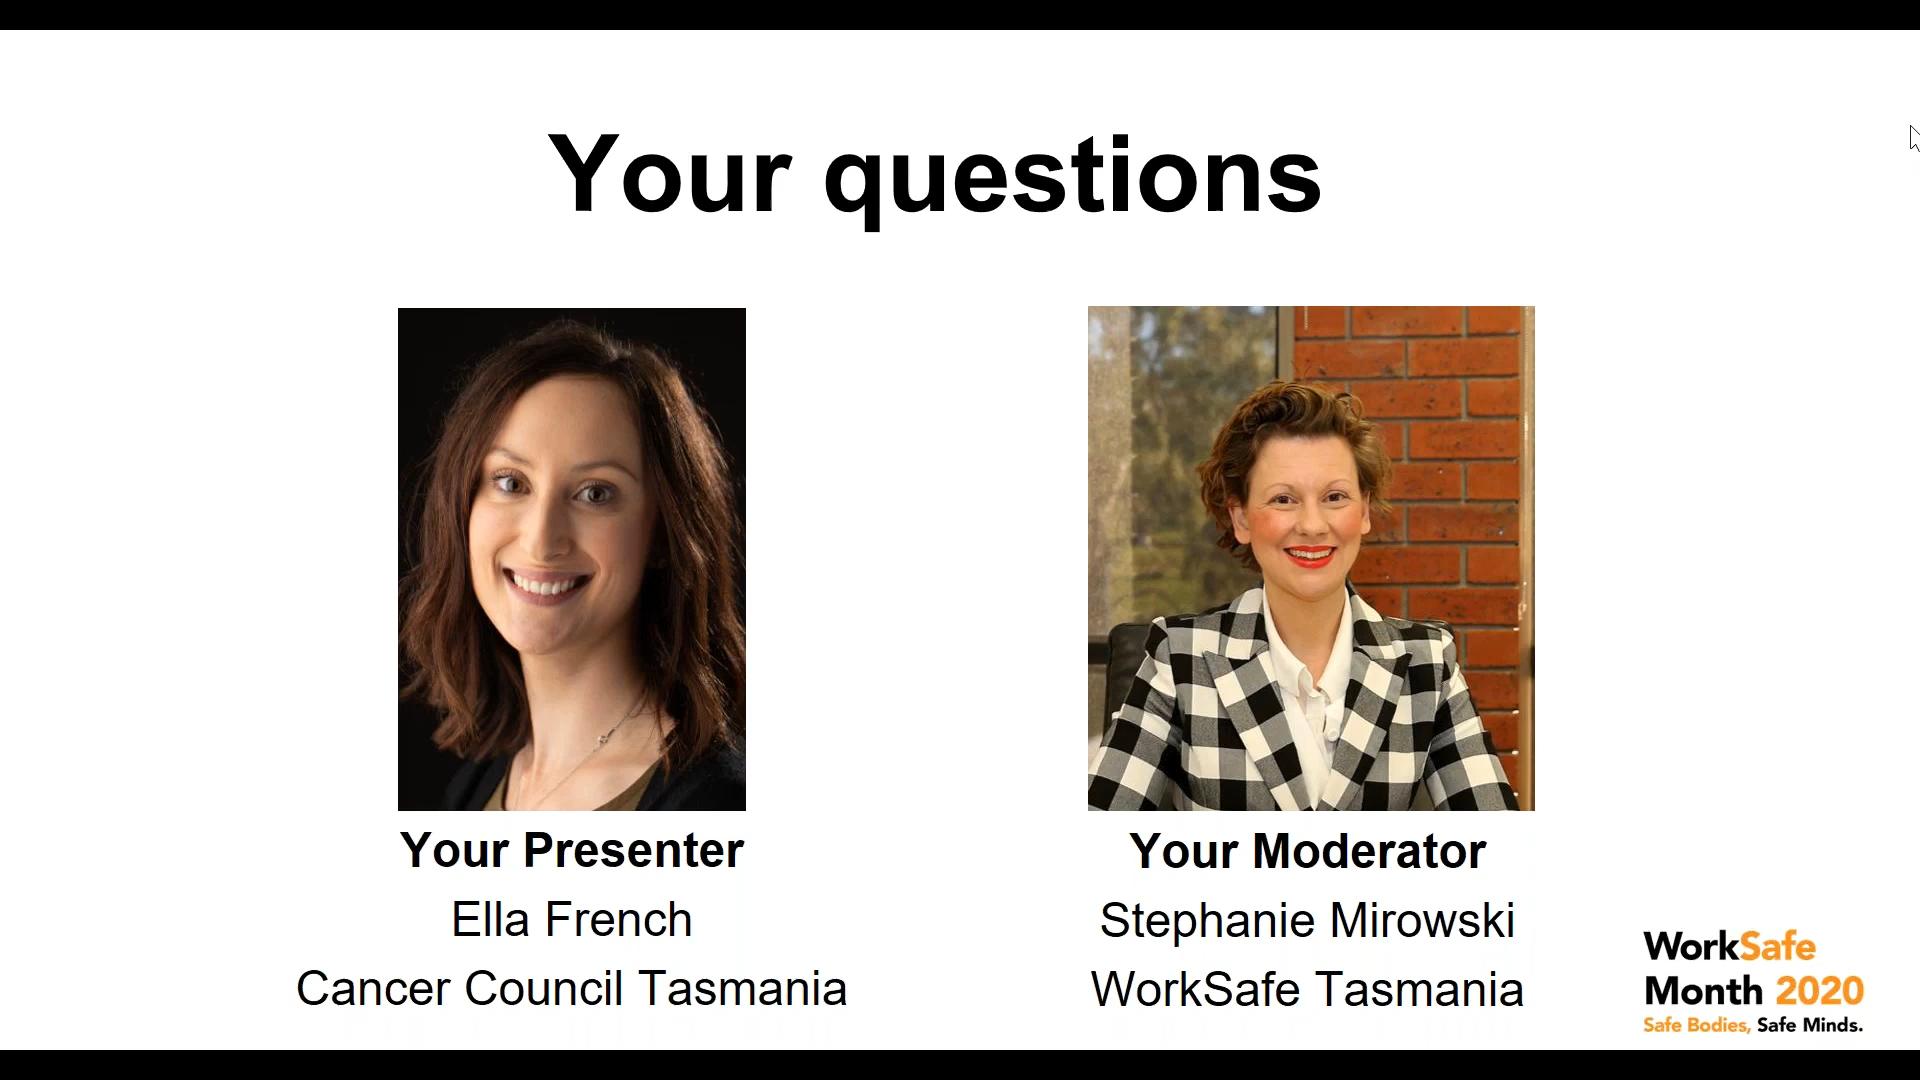 Your questions
Your Presenter
Ella French
Cancer Council Tasmania
Your Moderator
Stephanie Mirowski
WorkSafe Tasmania
WorkSafe
Month 2020
Safe Bodies, Safe Minds.